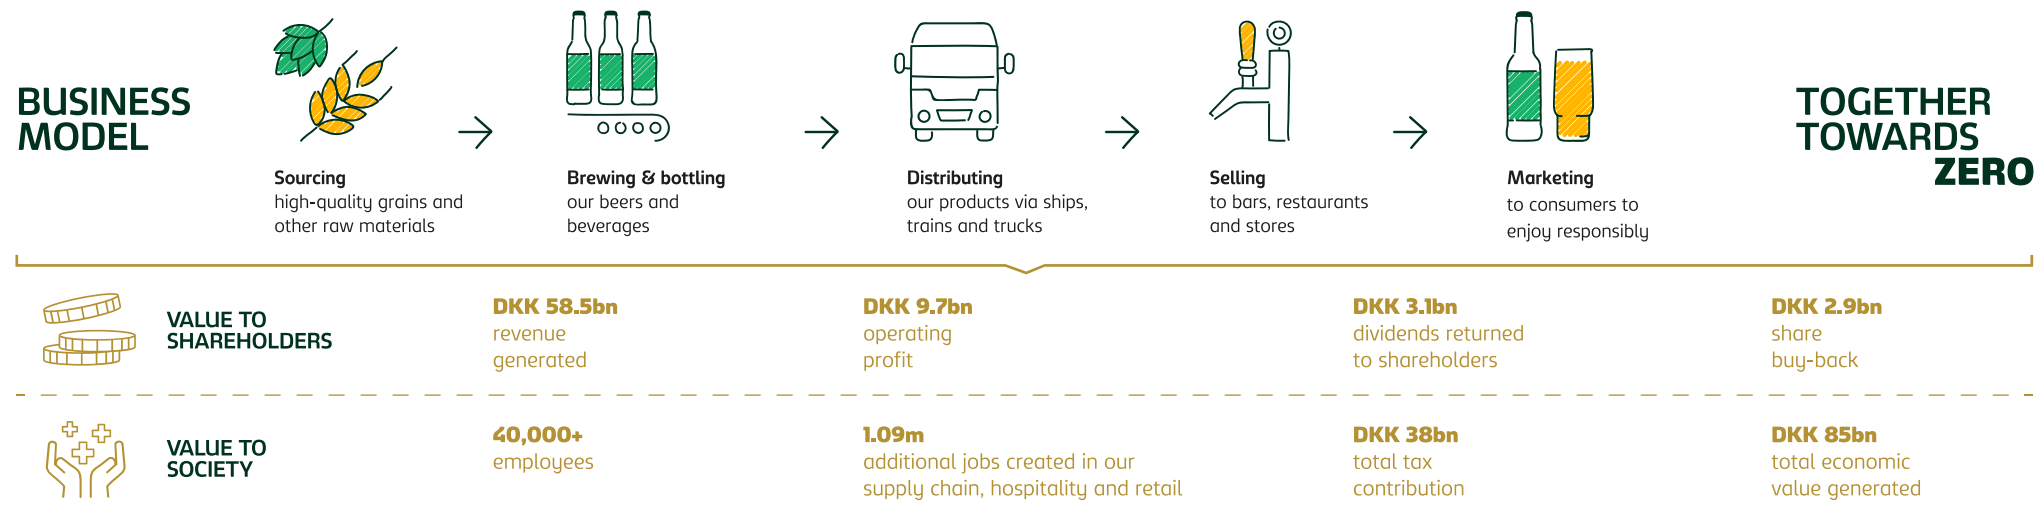 BUSINESS
MODEL
Sourcing
high-quality grains and
other raw materials
Brewing & bottling
our beers and
beverages
Distributing
our products via ships,
trains and trucks
Selling
to bars, restaurants
and stores
Marketing
to consumers to
enjoy responsibly
TOGETHER
TOWARDS
ZERO
VALUE TO
SHAREHOLDERS
DKK 58.5bn
revenue
generated
DKK 9.7bn
operating
profit
DKK 3.1bn
dividends returned
to shareholders
DKK 2.9bn
share
buy-back
VALUE TO
SOCIETY
40,000+
employees
1.09m
additional jobs created in our
supply chain, hospitality and retail
DKK 38bn
total tax
contribution
DKK 85bn
total economic
value generated